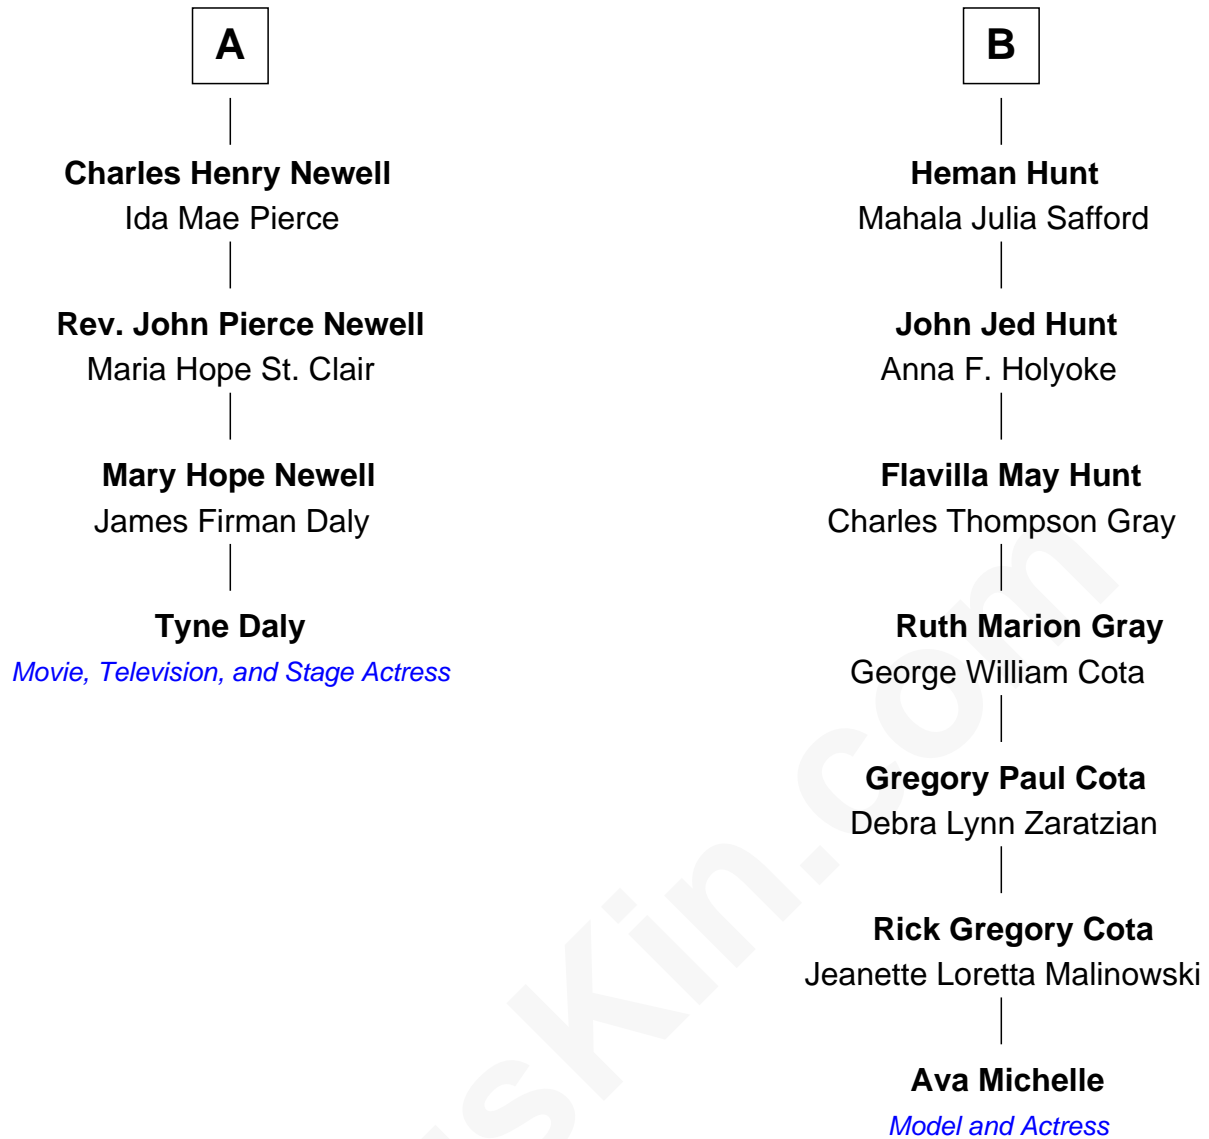 A
Charles Henry Newell
Ida Mae Pierce
Rev. John Pierce Newell
Maria Hope St. Clair
Mary Hope Newell
James Firman Daly
Tyne Daly
Movie, Television, and Stage Actress
B
Heman Hunt
Mahala Julia Safford
John Jed Hunt
Anna F. Holyoke
Flavilla May Hunt
Charles Thompson Gray
Ruth Marion Gray
George William Cota
Gregory Paul Cota
Debra Lynn Zaratzian
Rick Gregory Cota
Jeanette Loretta Malinowski
Ava Michelle
Model and Actress
sKin.com